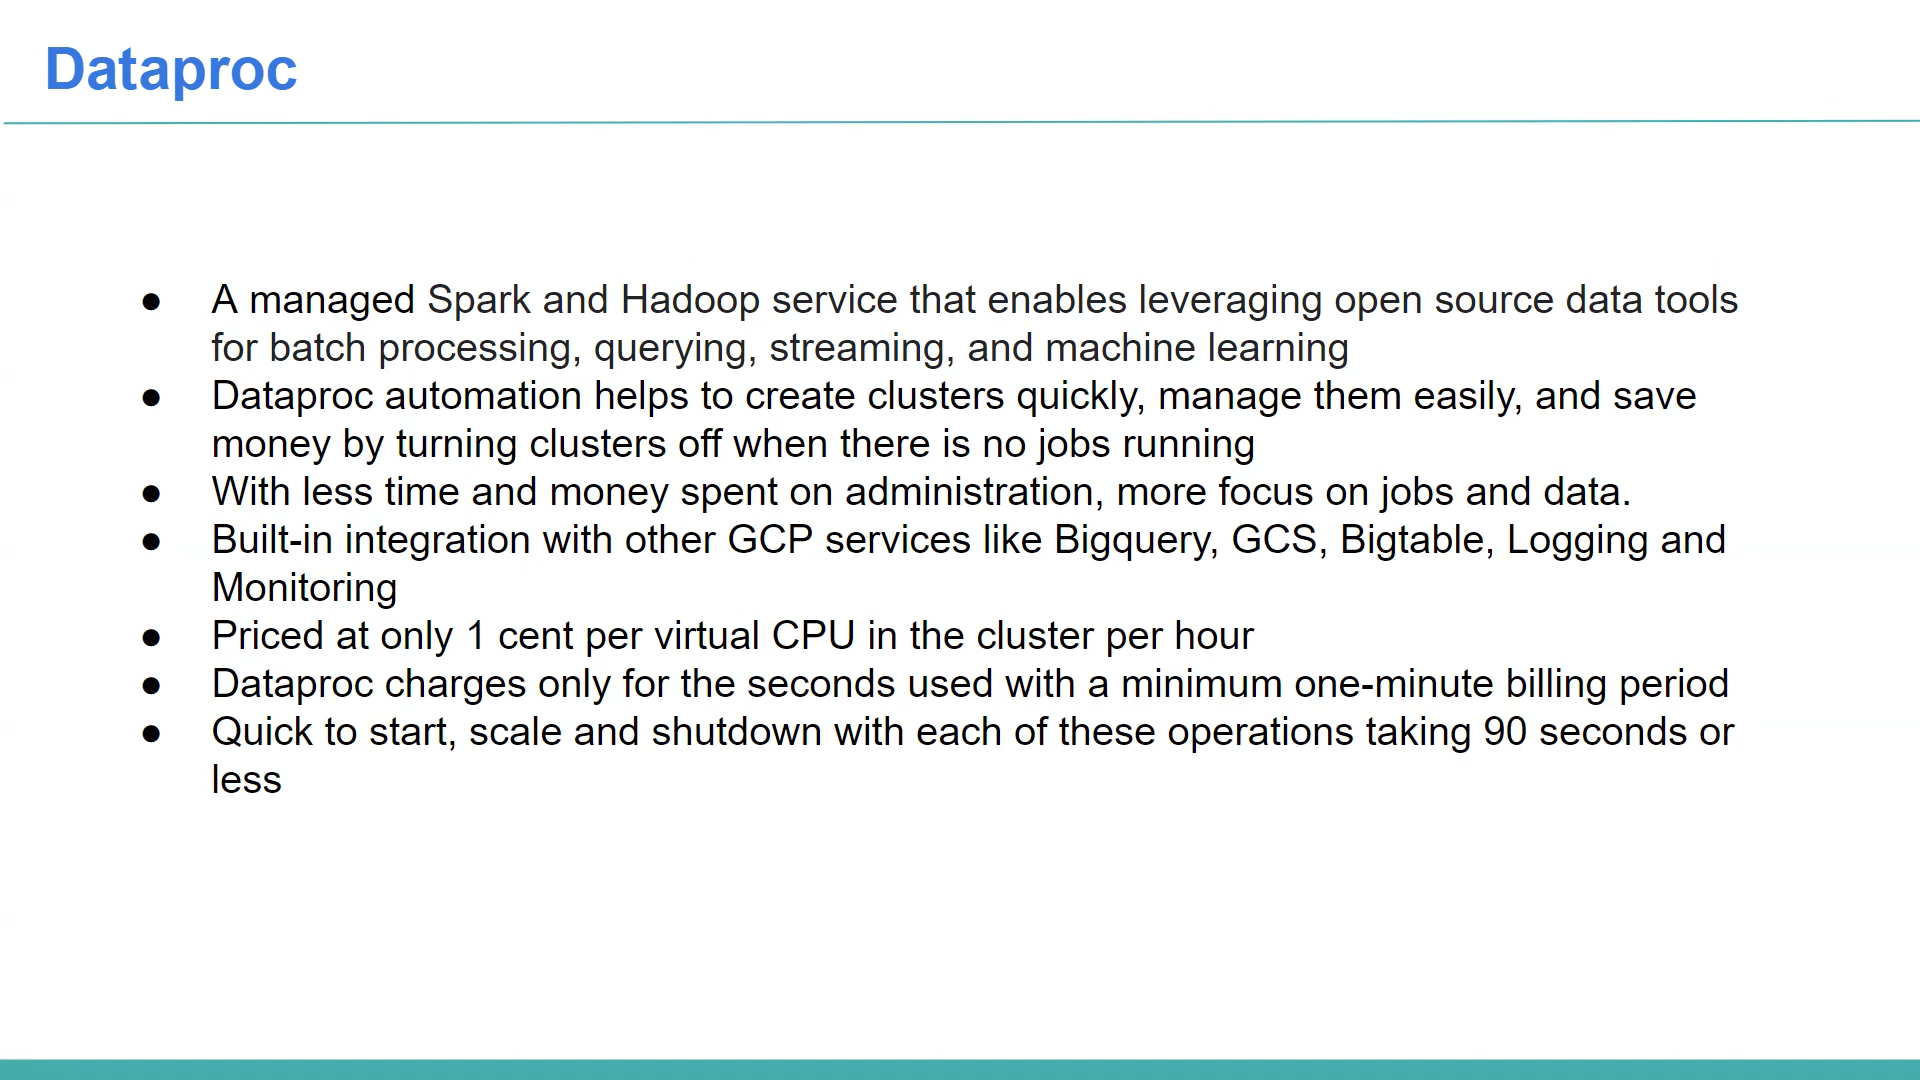 Dataproc
● A managed Spark and Hadoop service that enables leveraging open source data tools
for batch processing, querying, streaming, and machine learning
● Dataproc automation helps to create clusters quickly, manage them easily, and save
money by turning clusters off when there is no jobs running
● With less time and money spent on administration, more focus on jobs and data.
● Built-in integration with other GCP services like Bigquery, GCS, Bigtable, Logging and
Monitoring
● Priced at only 1 cent per virtual CPU in the cluster per hour
● Dataproc charges only for the seconds used with a minimum one-minute billing period
● Quick to start, scale and shutdown with each of these operations taking 90 seconds or
less